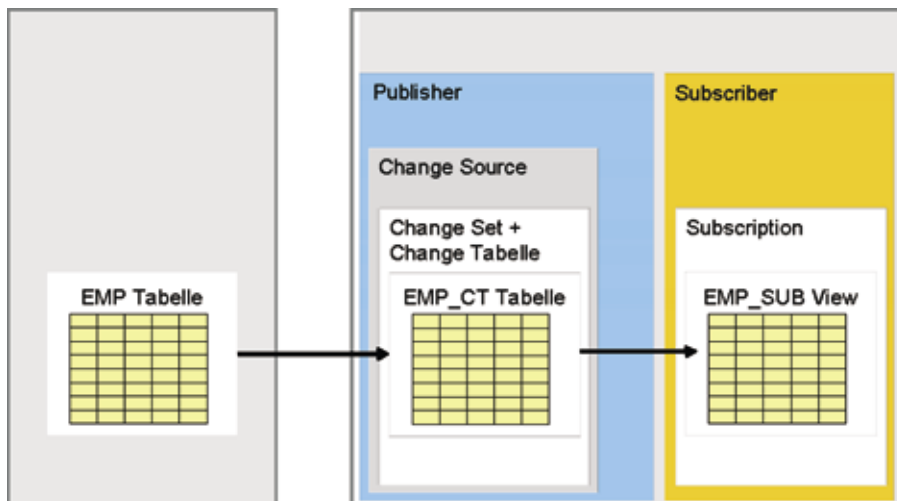 Publisher
Subscriber
Change Source
Change Set +
Change Tabelle
Subscription
EMP Tabelle
EMP_CT Tabelle
EMP_SUB View